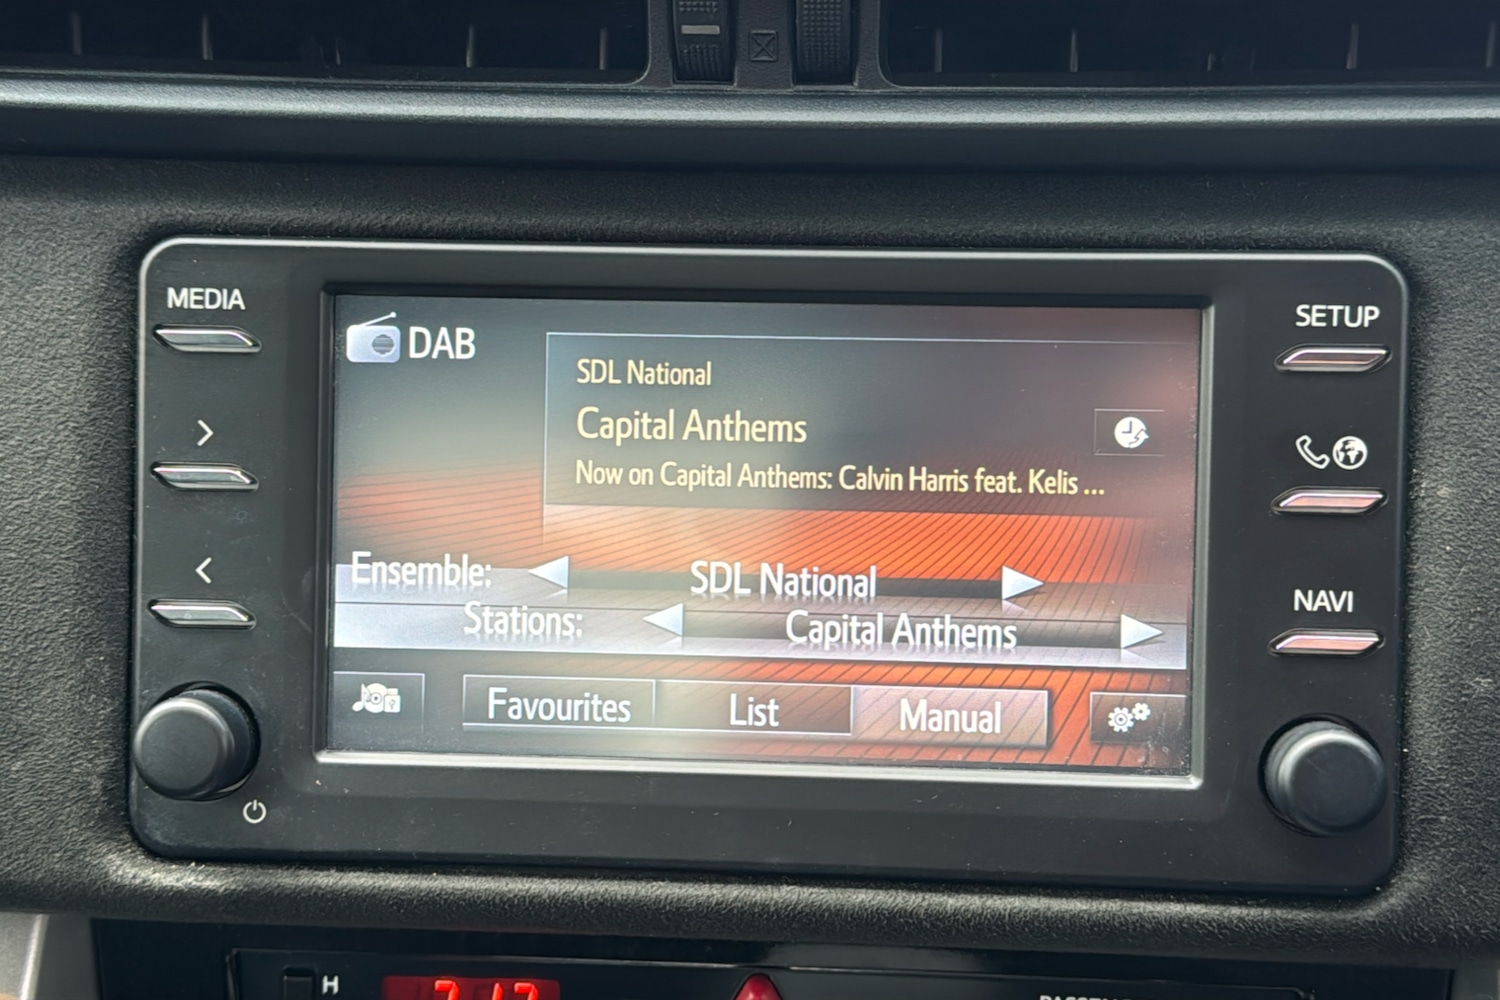 MEDIA
SETUP
DAB
SDL National
Capital Anthems
Now on Capital Anthems: Calvin Harris feat. Kelis ...
Ensemble: SDL National
Stations: Capital Anthems
NAVI
Favourites List Manual
H